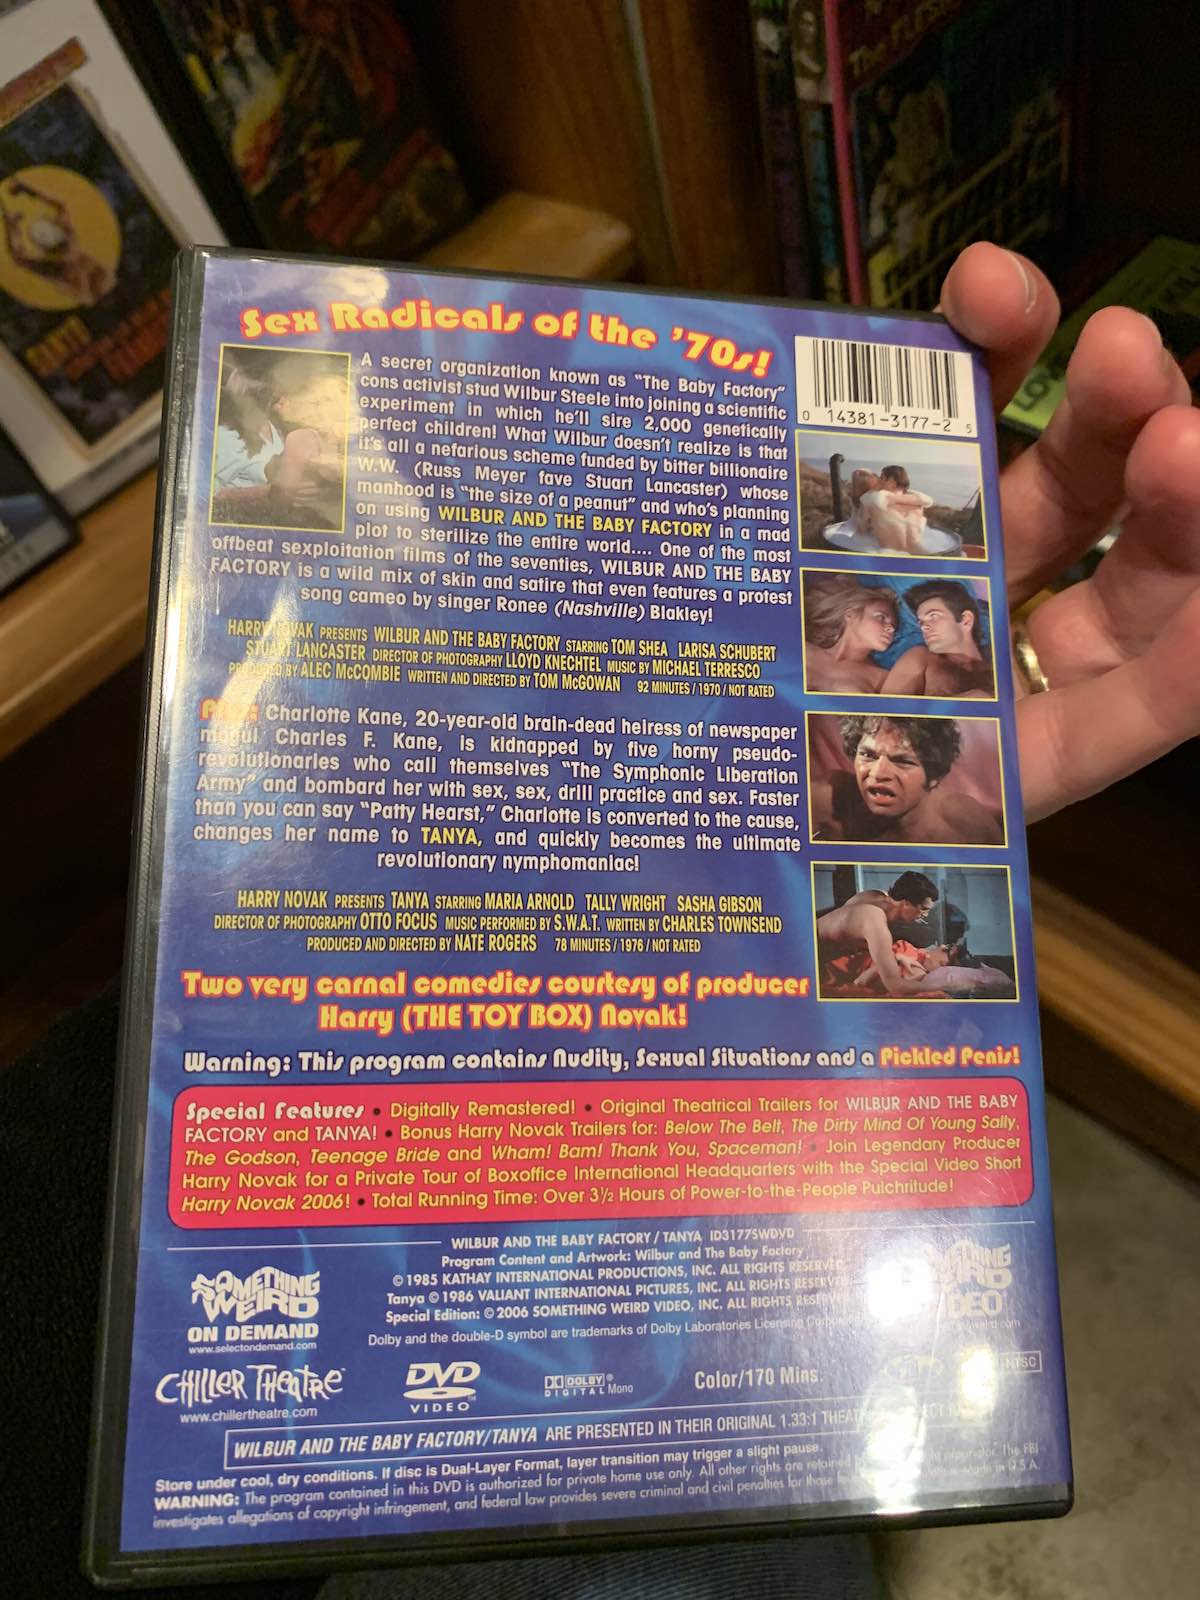 Sex Radicals of the '70s!
A secret organization known as "The Baby Factory"
cons activist stud Wilbur Steele into joining a scientific
experiment in which he'll sire 2,000 genetically
perfect children! What Wilbur doesn't realize is that
it's all a nefarious scheme funded by bitter billionaire
W.W. (Russ Meyer fave Stuart Lancaster) whose
manhood is "the size of a peanut" and who's planning
on using WILBUR AND THE BABY FACTORY in a mad
plot to sterilize the entire world.... One of the most
offbeat sexploitation films of the seventies, WILBUR AND THE BABY
FACTORY is a wild mix of skin and satire that even features a protest
song cameo by singer Ronee (Nashville) Blakley!
HARRY NOVAK PRESENTS WILBUR AND THE BABY FACTORY STARRING TOM SHEA LARISA SCHUBERT
STUART LANCASTER DIRECTOR OF PHOTOGRAPHY LLOYD KNECHTEL MUSIC BY MICHAEL TERRESCO
PRODUCED BY ALEC McCOMBIE WRITTEN AND DIRECTED BY TOM McGOWAN 92 MINUTES / 1970 / NOT RATED
Plus: Charlotte Kane, 20-year-old brain-dead heiress of newspaper
mogul Charles F. Kane, is kidnapped by five horny pseudo-
revolutionaries who call themselves "The Symphonic Liberation
Army" and bombard her with sex, sex, drill practice and sex. Faster
than you can say "Patty Hearst," Charlotte is converted to the cause,
changes her name to TANYA, and quickly becomes the ultimate
revolutionary nymphomaniac!
HARRY NOVAK PRESENTS TANYA STARRING MARIA ARNOLD TALLY WRIGHT SASHA GIBSON
DIRECTOR OF PHOTOGRAPHY OTTO FOCUS MUSIC PERFORMED BY S.W.A.T. WRITTEN BY CHARLES TOWNSEND
PRODUCED AND DIRECTED BY NATE ROGERS 78 MINUTES / 1976 / NOT RATED
Two very carnal comedies courtesy of producer
Harry (THE TOY BOX) Novak!
Warning: This program contains Nudity, Sexual Situations and a Pickled Penis!
Special Features • Digitally Remastered! • Original Theatrical Trailers for WILBUR AND THE BABY
FACTORY and TANYA! • Bonus Harry Novak Trailers for: Below The Belt, The Dirty Mind Of Young Sally,
The Godson, Teenage Bride and Wham! Bam! Thank You, Spaceman! • Join Legendary Producer
Harry Novak for a Private Tour of Boxoffice International Headquarters with the Special Video Short
Harry Novak 2006! • Total Running Time: Over 3½ Hours of Power-to-the-People Pulchritude!
WILBUR AND THE BABY FACTORY / TANYA ID3177SWDVD
Program Content and Artwork: Wilbur and The Baby Factory
© 1985 KATHAY INTERNATIONAL PRODUCTIONS, INC. ALL RIGHTS RESERVED.
Tanya © 1986 VALIANT INTERNATIONAL PICTURES, INC. ALL RIGHTS RESERVED
Special Edition: © 2006 SOMETHING WEIRD VIDEO, INC. ALL RIGHTS RESERVED
Dolby and the double-D symbol are trademarks of Dolby Laboratories Licensing
SOMETHING
WEIRD
ON DEMAND
www.selectondemand.com
CHILLER THEATRE™
www.chillertheatre.com
DVD
VIDEO™
DOLBY®
DIGITAL Mono
Color/170 Mins.
NTSC
WILBUR AND THE BABY FACTORY/TANYA ARE PRESENTED IN THEIR ORIGINAL 1.33:1
Store under cool, dry conditions. If disc is Dual-Layer Format, layer transition may trigger a slight pause.
WARNING: The program contained in this DVD is authorized for private home use only. All other rights are retained The FBI
investigates allegations of copyright infringement, and federal law provides severe criminal and civil penalties for those Made in U.S.A.
0 14381-3177-2 5